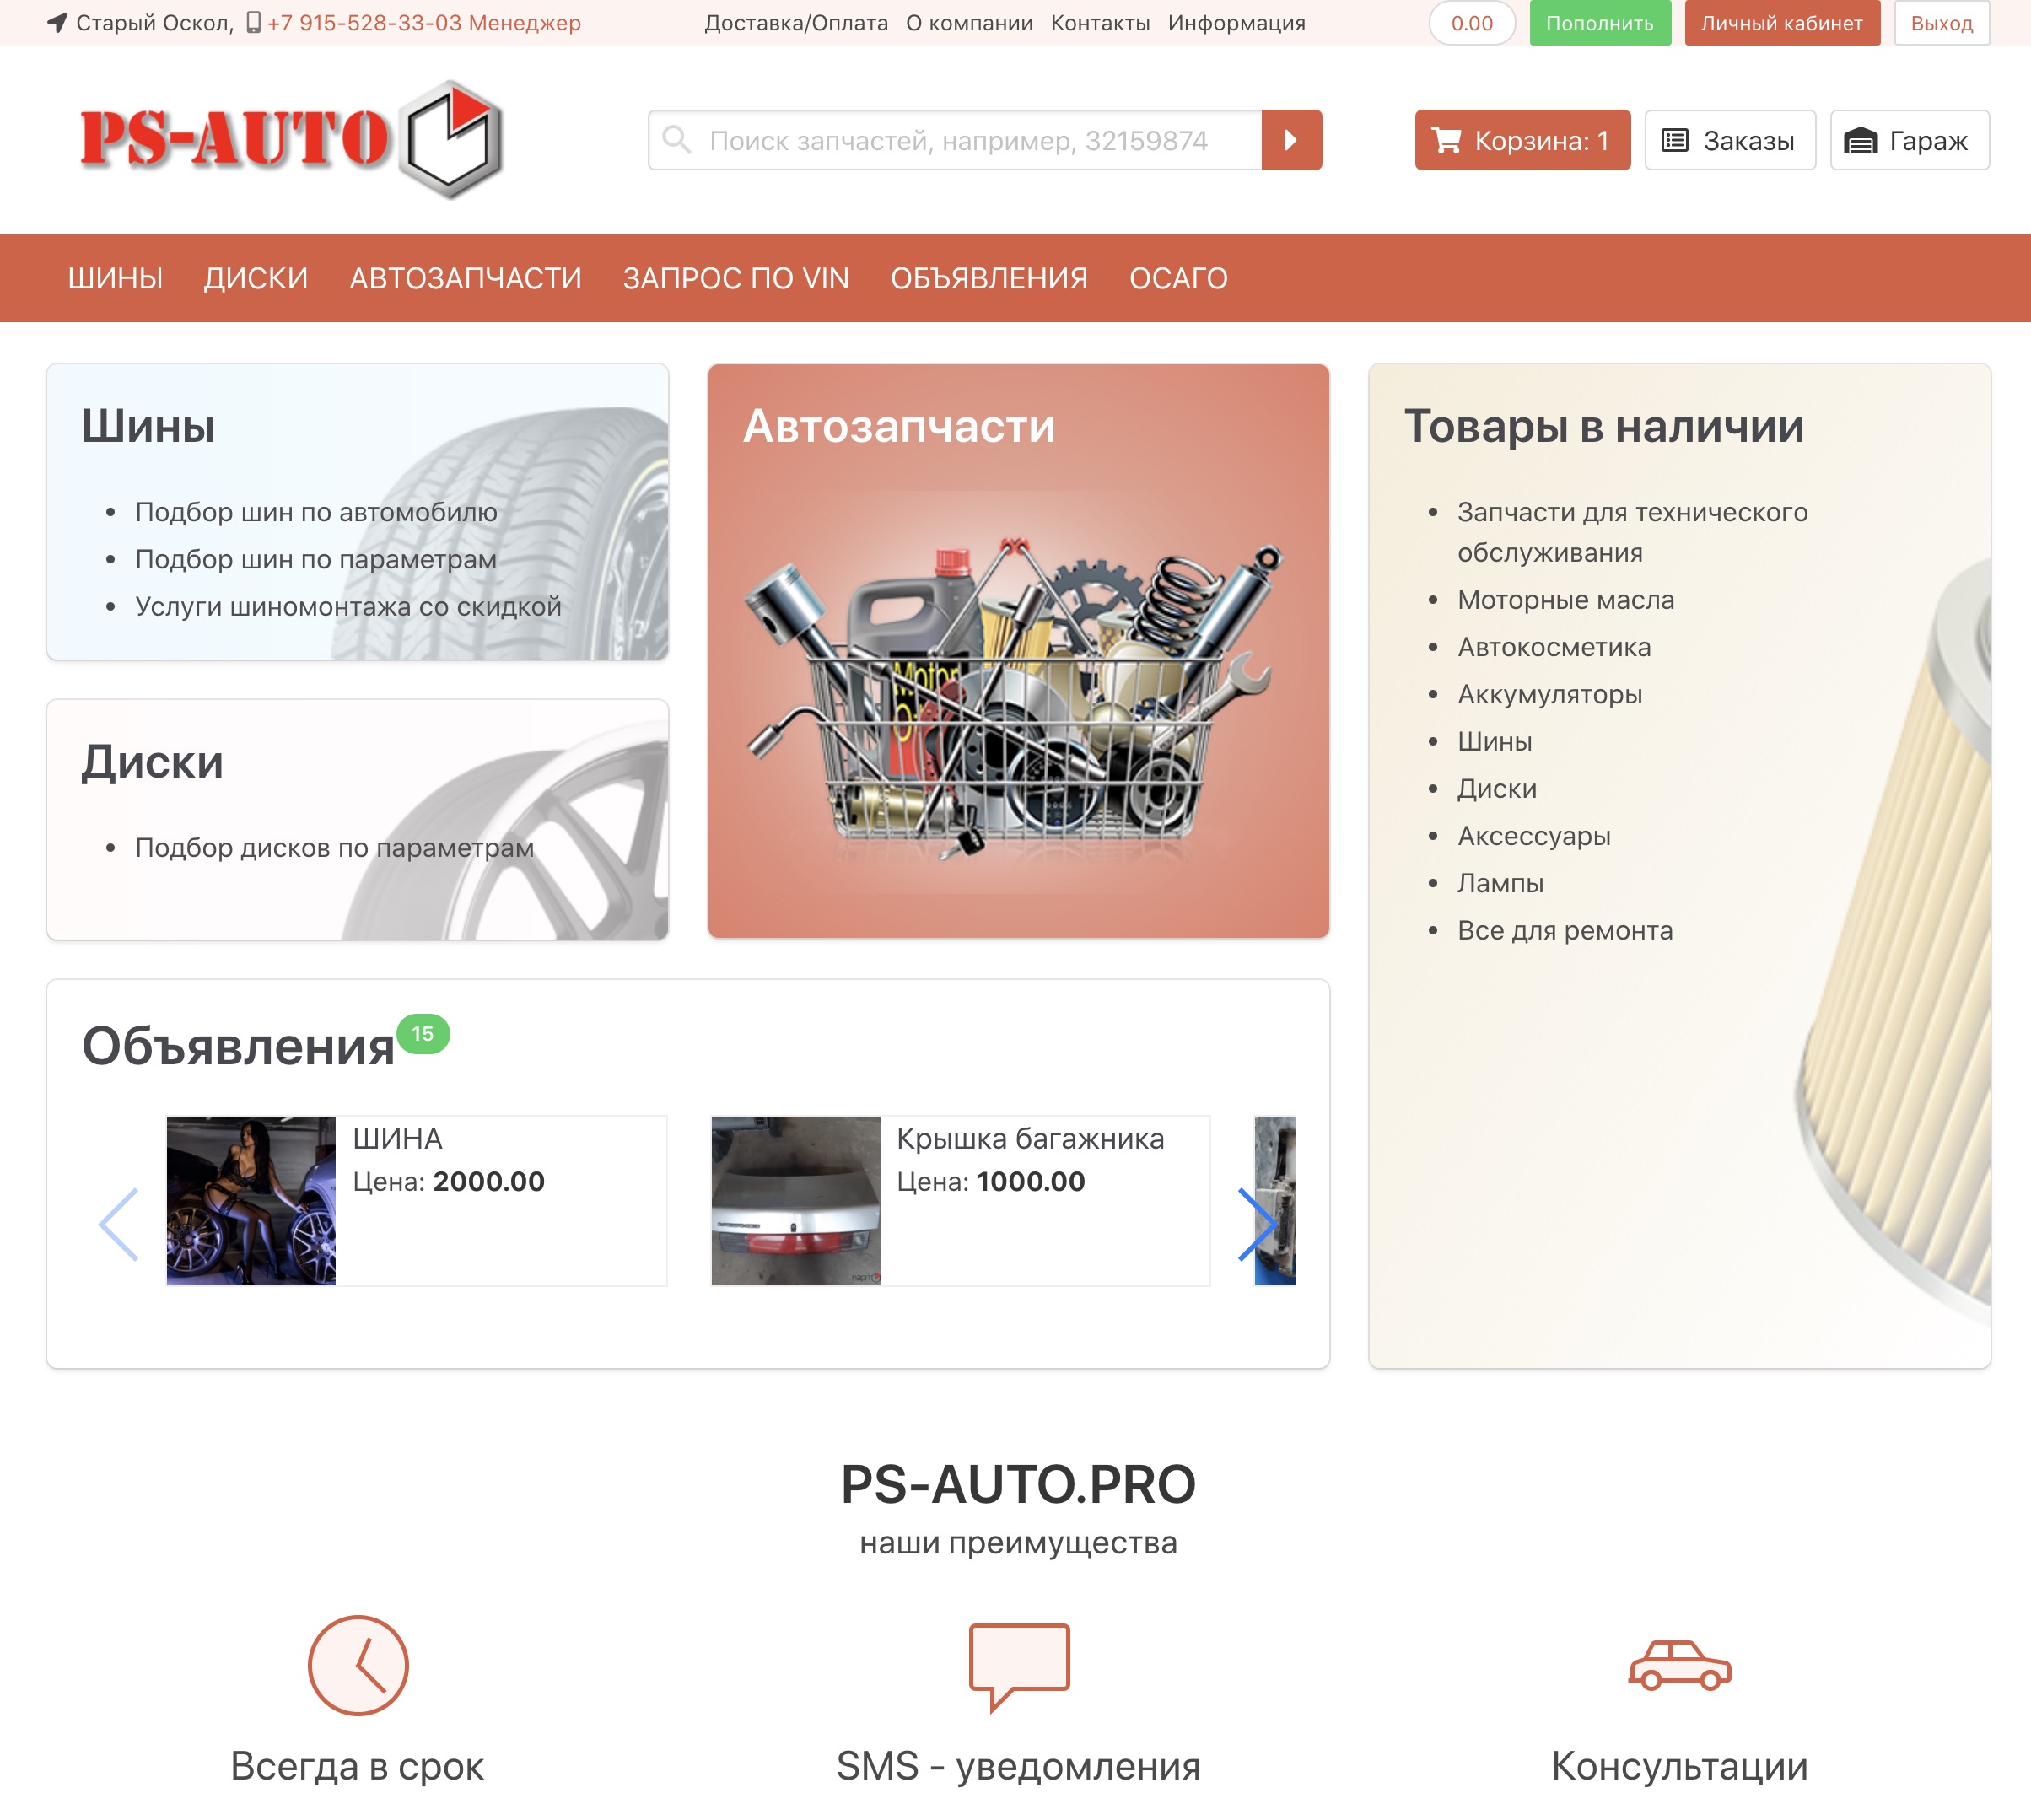 Старый Оскол, +7 915-528-33-03 Менеджер
Доставка/Оплата О компании Контакты Информация
0.00 Пополнить Личный кабинет Выход
PS-AUTO
Поиск запчастей, например, 32159874
Корзина: 1 Заказы Гараж
ШИНЫ ДИСКИ АВТОЗАПЧАСТИ ЗАПРОС ПО VIN ОБЪЯВЛЕНИЯ ОСАГО
Шины
Подбор шин по автомобилю
Подбор шин по параметрам
Услуги шиномонтажа со скидкой
Диски
Подбор дисков по параметрам
Автозапчасти
Motor
Товары в наличии
Запчасти для технического
обслуживания
Моторные масла
Автокосметика
Аккумуляторы
Шины
Диски
Аксессуары
Лампы
Все для ремонта
Объявления 15
ШИНА
Цена: 2000.00
Крышка багажника
Цена: 1000.00
PS-AUTO.PRO
наши преимущества
Всегда в срок
SMS - уведомления
Консультации